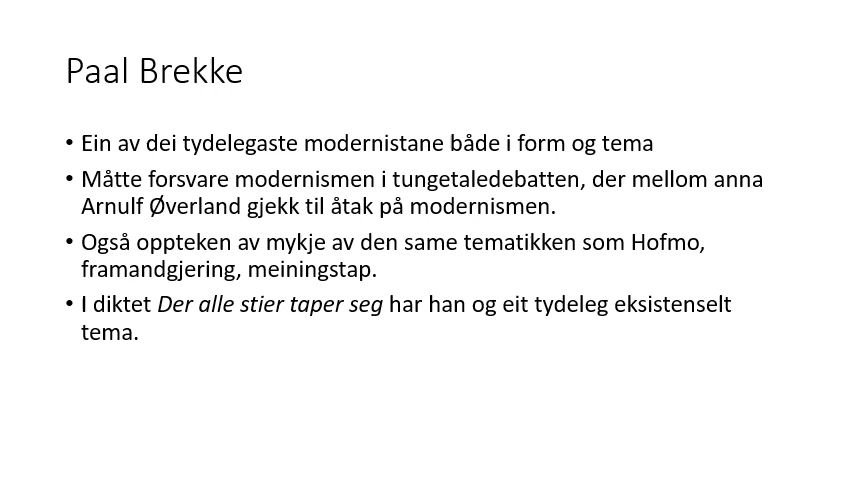 Paal Brekke
• Ein av dei tydelegaste modernistane både i form og tema
• Måtte forsvare modernismen i tungetaledebatten, der mellom anna
Arnulf Øverland gjekk til åtak på modernismen.
• Også oppteken av mykje av den same tematikken som Hofmo,
framandgjering, meiningstap.
• I diktet Der alle stier taper seg har han og eit tydeleg eksistenselt
tema.